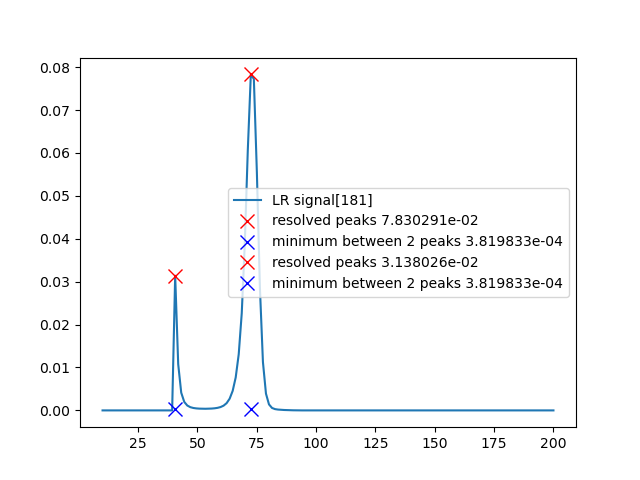 0.08
0.07
0.06
0.05
0.04
0.03
0.02
0.01
0.00
LR signal[181]
resolved peaks 7.830291e-02
minimum between 2 peaks 3.819833e-04
resolved peaks 3.138026e-02
minimum between 2 peaks 3.819833e-04
25 50 75 100 125 150 175 200